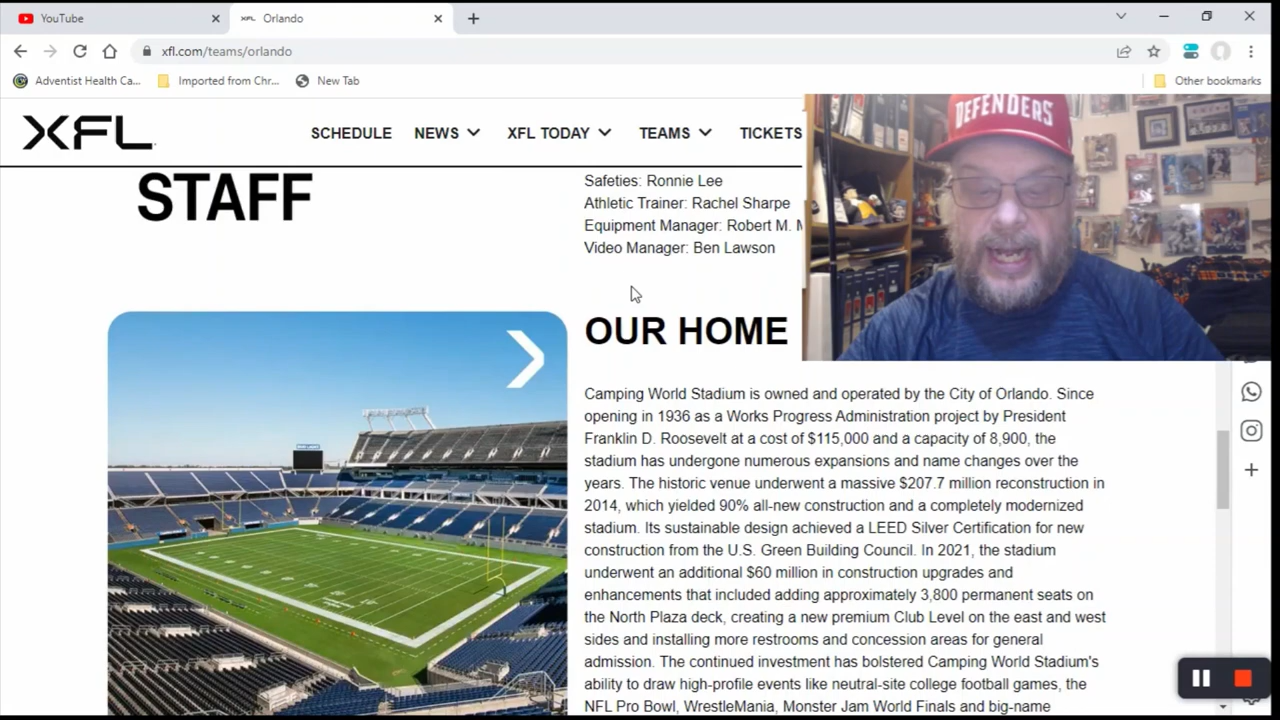 YouTube
XFL Orlando
xfl.com/teams/orlando
Adventist Health Ca... Imported from Chr... New Tab Other bookmarks
XFL SCHEDULE NEWS XFL TODAY TEAMS TICKETS
DEFENDERS
STAFF
Safeties: Ronnie Lee
Athletic Trainer: Rachel Sharpe
Equipment Manager: Robert M.
Video Manager: Ben Lawson
OUR HOME
Camping World Stadium is owned and operated by the City of Orlando. Since
opening in 1936 as a Works Progress Administration project by President
Franklin D. Roosevelt at a cost of $115,000 and a capacity of 8,900, the
stadium has undergone numerous expansions and name changes over the
years. The historic venue underwent a massive $207.7 million reconstruction in
2014, which yielded 90% all-new construction and a completely modernized
stadium. Its sustainable design achieved a LEED Silver Certification for new
construction from the U.S. Green Building Council. In 2021, the stadium
underwent an additional $60 million in construction upgrades and
enhancements that included adding approximately 3,800 permanent seats on
the North Plaza deck, creating a new premium Club Level on the east and west
sides and installing more restrooms and concession areas for general
admission. The continued investment has bolstered Camping World Stadium's
ability to draw high-profile events like neutral-site college football games, the
NFL Pro Bowl, WrestleMania, Monster Jam World Finals and big-name